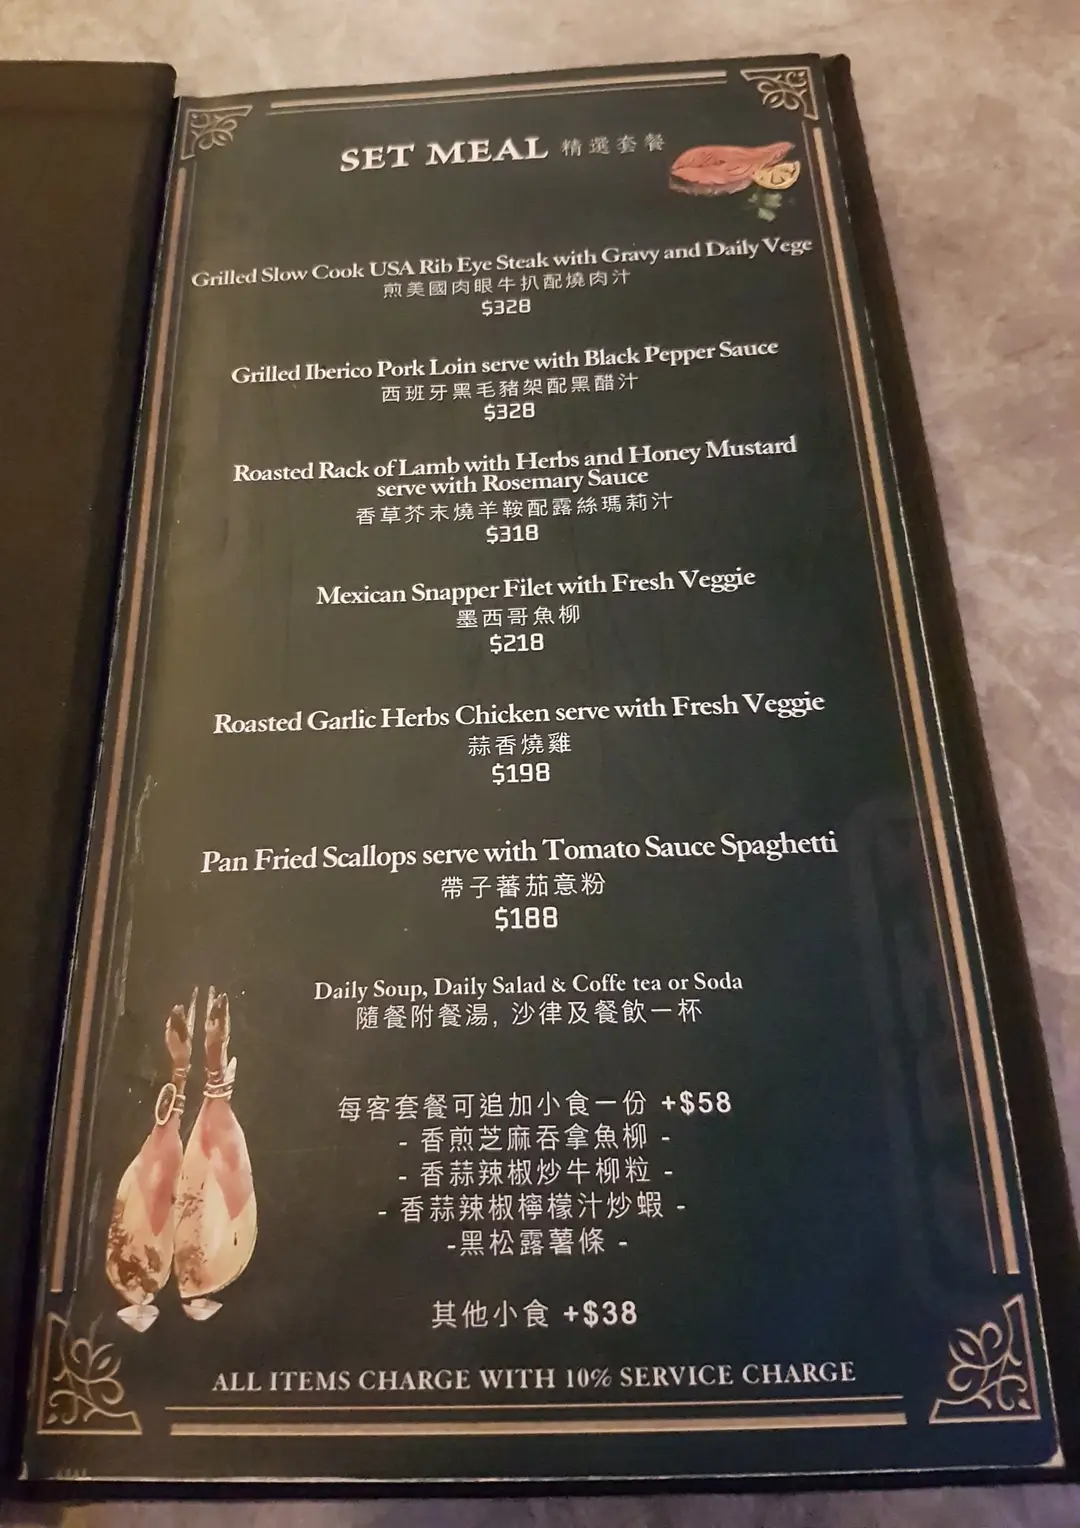 SET MEAL 精選套餐
Grilled Slow Cook USA Rib Eye Steak with Gravy and Daily Vege
煎美國肉眼牛扒配燒肉汁
$328
Grilled Iberico Pork Loin serve with Black Pepper Sauce
西班牙黑毛豬架配黑醋汁
$328
Roasted Rack of Lamb with Herbs and Honey Mustard
serve with Rosemary Sauce
香草芥末燒羊鞍配露絲瑪莉汁
$318
Mexican Snapper Filet with Fresh Veggie
墨西哥魚柳
$218
Roasted Garlic Herbs Chicken serve with Fresh Veggie
蒜香燒雞
$198
Pan Fried Scallops serve with Tomato Sauce Spaghetti
帶子蕃茄意粉
$188
Daily Soup, Daily Salad & Coffe tea or Soda
隨餐附餐湯, 沙律及餐飲一杯
每客套餐可追加小食一份 +$58
- 香煎芝麻吞拿魚柳 -
- 香蒜辣椒炒牛柳粒 -
- 香蒜辣椒檸檬汁炒蝦 -
-黑松露薯條 -
其他小食 +$38
ALL ITEMS CHARGE WITH 10% SERVICE CHARGE